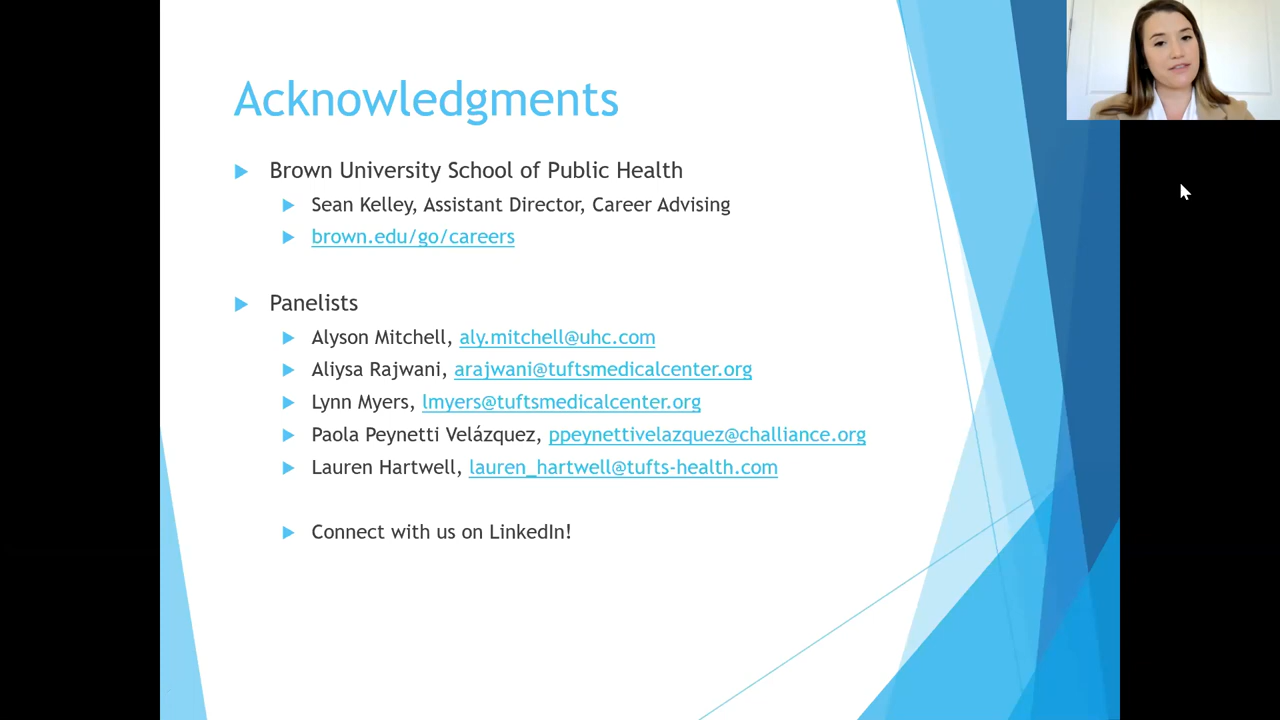 Acknowledgments
Brown University School of Public Health
Sean Kelley, Assistant Director, Career Advising
brown.edu/go/careers
Panelists
Alyson Mitchell, aly.mitchell@uhc.com
Aliysa Rajwani, arajwani@tuftsmedicalcenter.org
Lynn Myers, lmyers@tuftsmedicalcenter.org
Paola Peynetti Velázquez, ppeynettivelazquez@challiance.org
Lauren Hartwell, lauren_hartwell@tufts-health.com
Connect with us on LinkedIn!